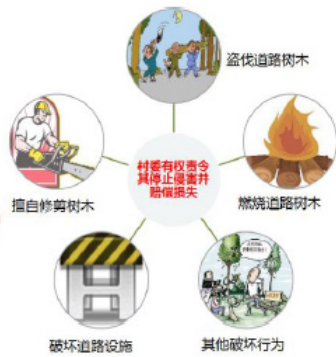 盗伐道路树木
村委有权责令
其停止侵害并
赔偿损失
擅自修剪树木
燃烧道路树木
破坏道路设施
其他破坏行为